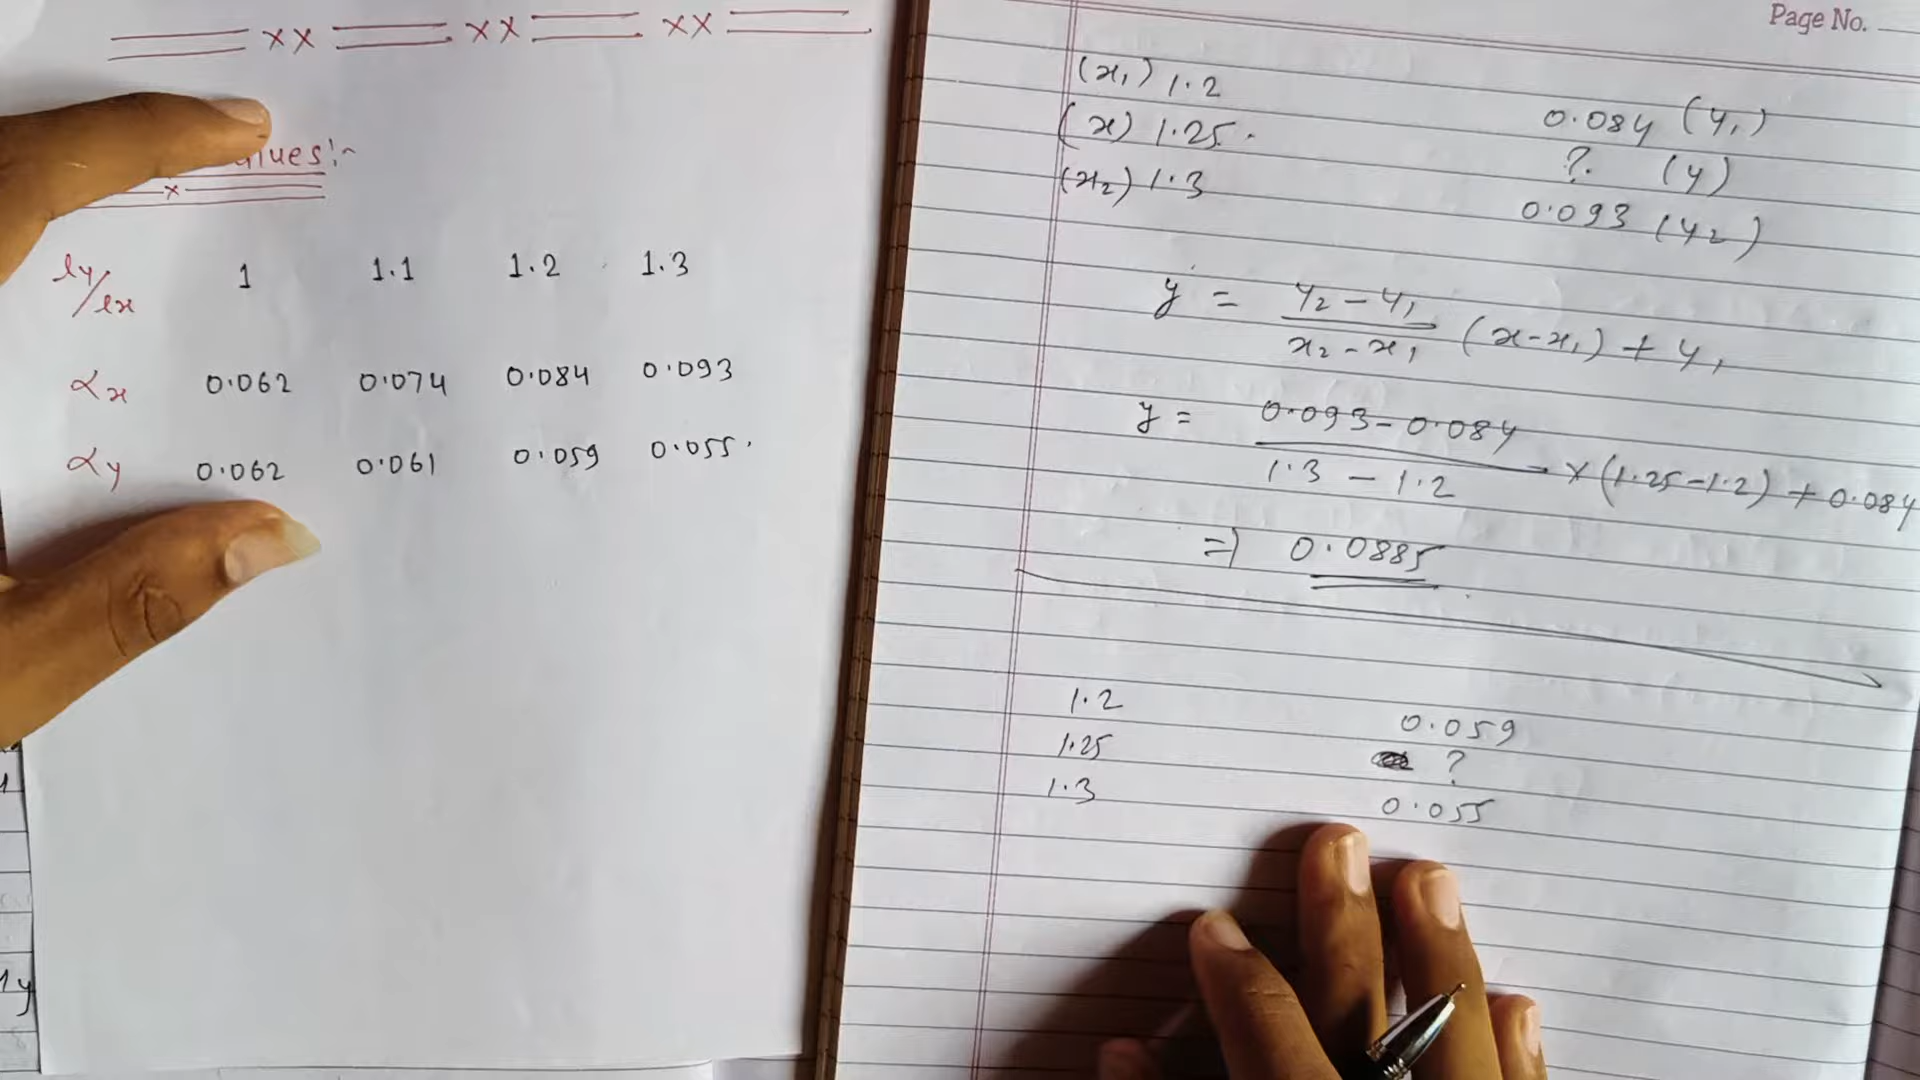 xx xx xx
alues:-
x
ly/lx 1 1.1 1.2 1.3
αx 0.062 0.074 0.084 0.093
αy 0.062 0.061 0.059 0.055.
Page No.
(x₁) 1.2 0.084 (y₁)
(x) 1.25. ? (y)
(x₂) 1.3 0.093 (y₂)
y = y₂-y₁/x₂-x₁ (x-x₁) + y₁
y = 0.093-0.084/1.3-1.2 x (1.25-1.2) + 0.084
=) 0.0885
1.2 0.059
1.25 ?
1.3 0.055